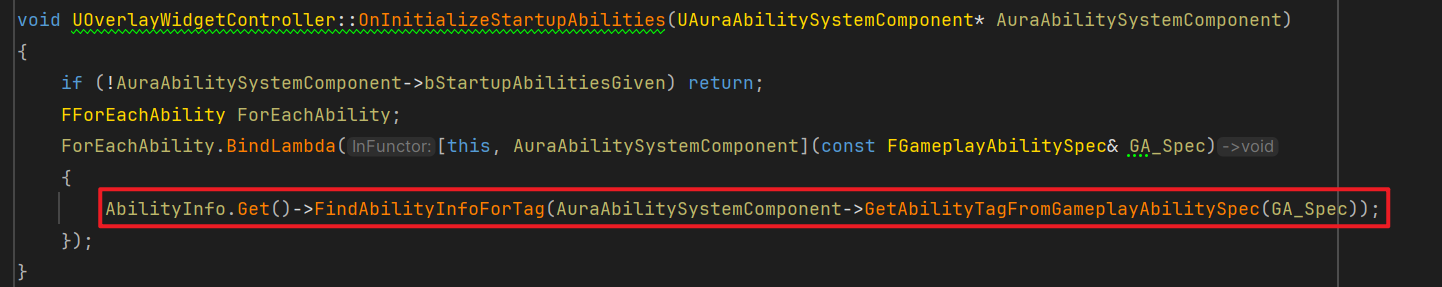 void UOverlayWidgetController::OnInitializeStartupAbilities(UAuraAbilitySystemComponent* AuraAbilitySystemComponent)
{
    if (!AuraAbilitySystemComponent->bStartupAbilitiesGiven) return;
    FForEachAbility ForEachAbility;
    ForEachAbility.BindLambda(InFunctor:[this, AuraAbilitySystemComponent](const FGameplayAbilitySpec& GA_Spec)->void
    {
        AbilityInfo.Get()->FindAbilityInfoForTag(AuraAbilitySystemComponent->GetAbilityTagFromGameplayAbilitySpec(GA_Spec));
    });
}